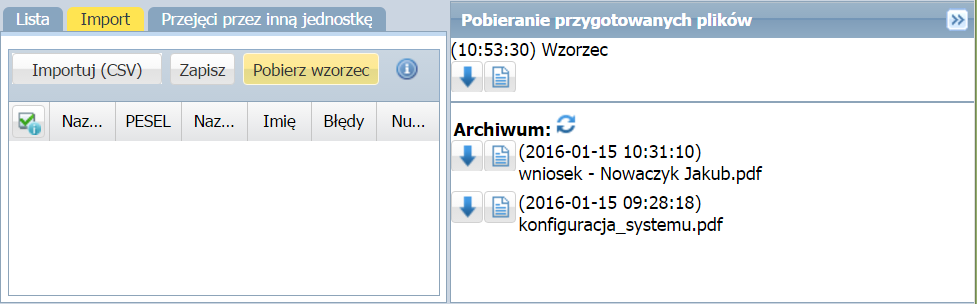 Lista Import Przejęci przez inną jednostkę
Importuj (CSV) Zapisz Pobierz wzorzec
Naz... PESEL Naz... Imię Błędy Nu...
Pobieranie przygotowanych plików
(10:53:30) Wzorzec
Archiwum:
(2016-01-15 10:31:10)
wniosek - Nowaczyk Jakub.pdf
(2016-01-15 09:28:18)
konfiguracja_systemu.pdf